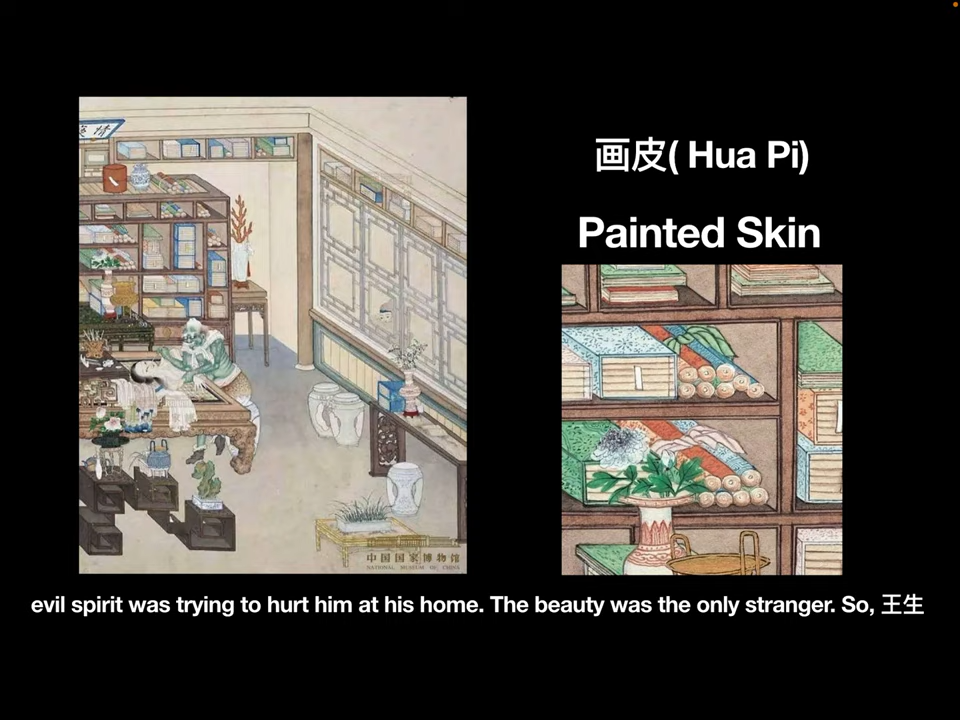 画皮( Hua Pi)
Painted Skin
中国国家博物馆
NATIONAL MUSEUM OF CHINA
evil spirit was trying to hurt him at his home. The beauty was the only stranger. So, 王生